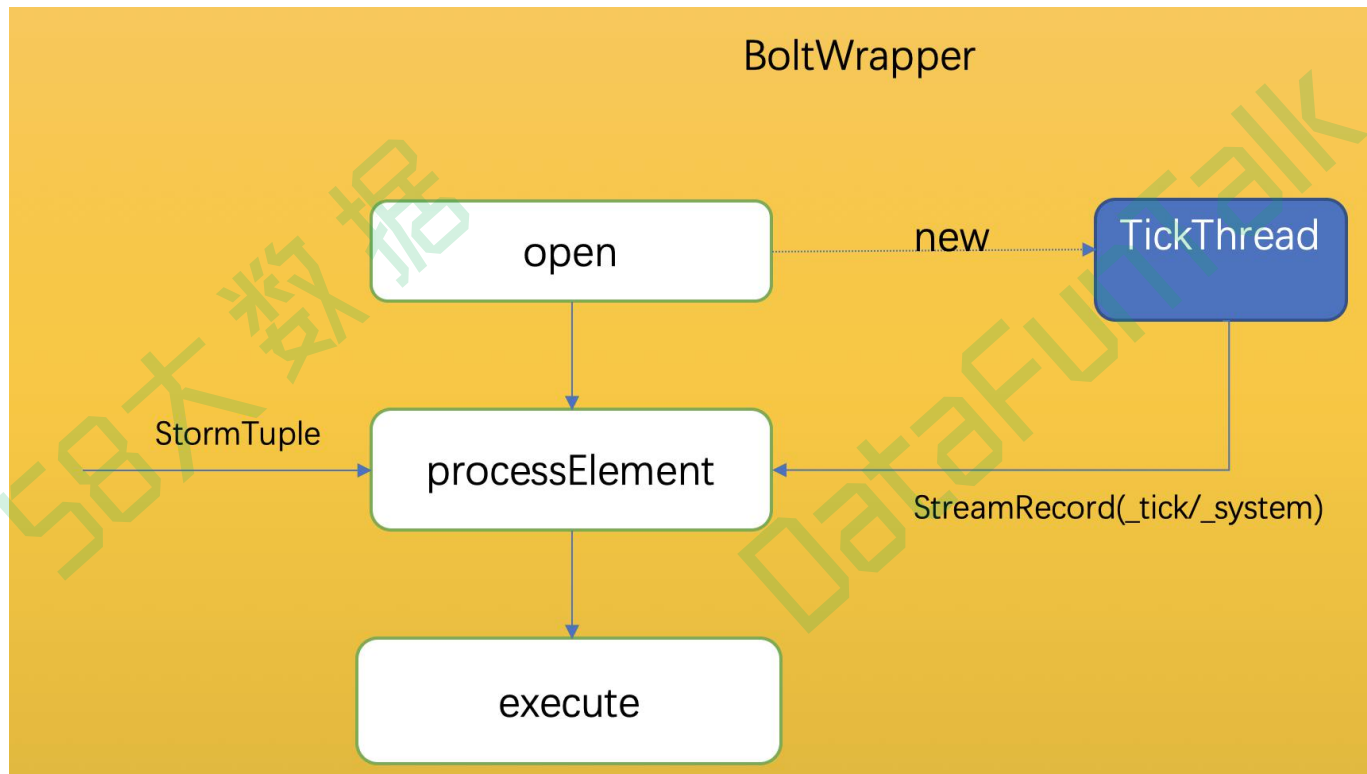 BoltWrapper
open
new
TickThread
StormTuple
processElement
StreamRecord(_tick/_system)
execute
58大数据
DataFunTalk